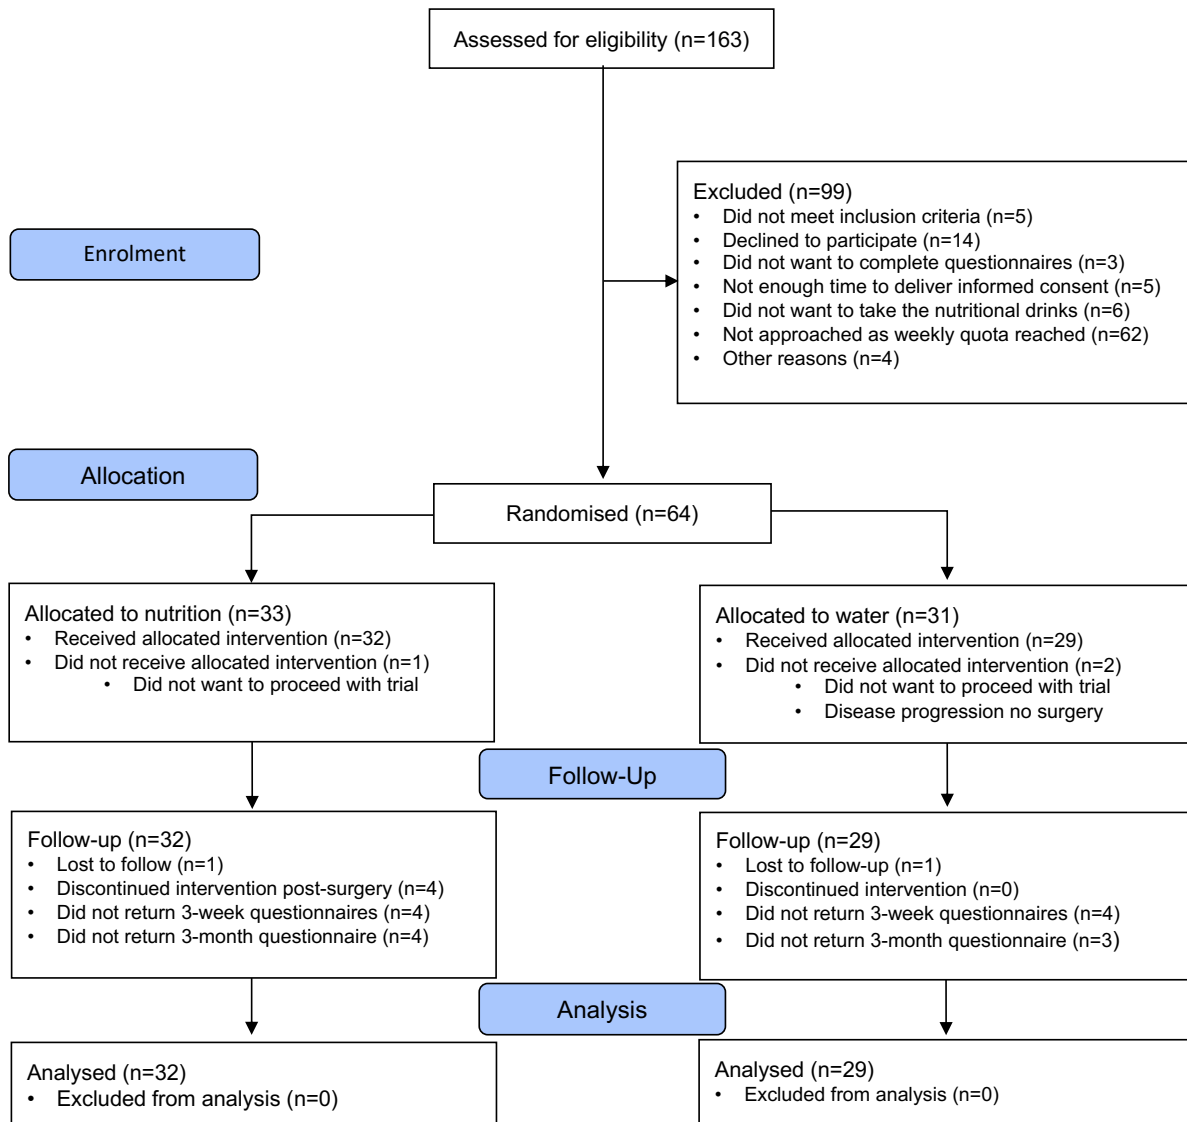 Assessed for eligibility (n=163)
Excluded (n=99)
• Did not meet inclusion criteria (n=5)
• Declined to participate (n=14)
• Did not want to complete questionnaires (n=3)
• Not enough time to deliver informed consent (n=5)
• Did not want to take the nutritional drinks (n=6)
• Not approached as weekly quota reached (n=62)
• Other reasons (n=4)
Enrolment
Allocation
Randomised (n=64)
Allocated to nutrition (n=33)
• Received allocated intervention (n=32)
• Did not receive allocated intervention (n=1)
• Did not want to proceed with trial
Allocated to water (n=31)
• Received allocated intervention (n=29)
• Did not receive allocated intervention (n=2)
• Did not want to proceed with trial
• Disease progression no surgery
Follow-Up
Follow-up (n=32)
• Lost to follow (n=1)
• Discontinued intervention post-surgery (n=4)
• Did not return 3-week questionnaires (n=4)
• Did not return 3-month questionnaire (n=4)
Follow-up (n=29)
• Lost to follow-up (n=1)
• Discontinued intervention (n=0)
• Did not return 3-week questionnaires (n=4)
• Did not return 3-month questionnaire (n=3)
Analysis
Analysed (n=32)
• Excluded from analysis (n=0)
Analysed (n=29)
• Excluded from analysis (n=0)